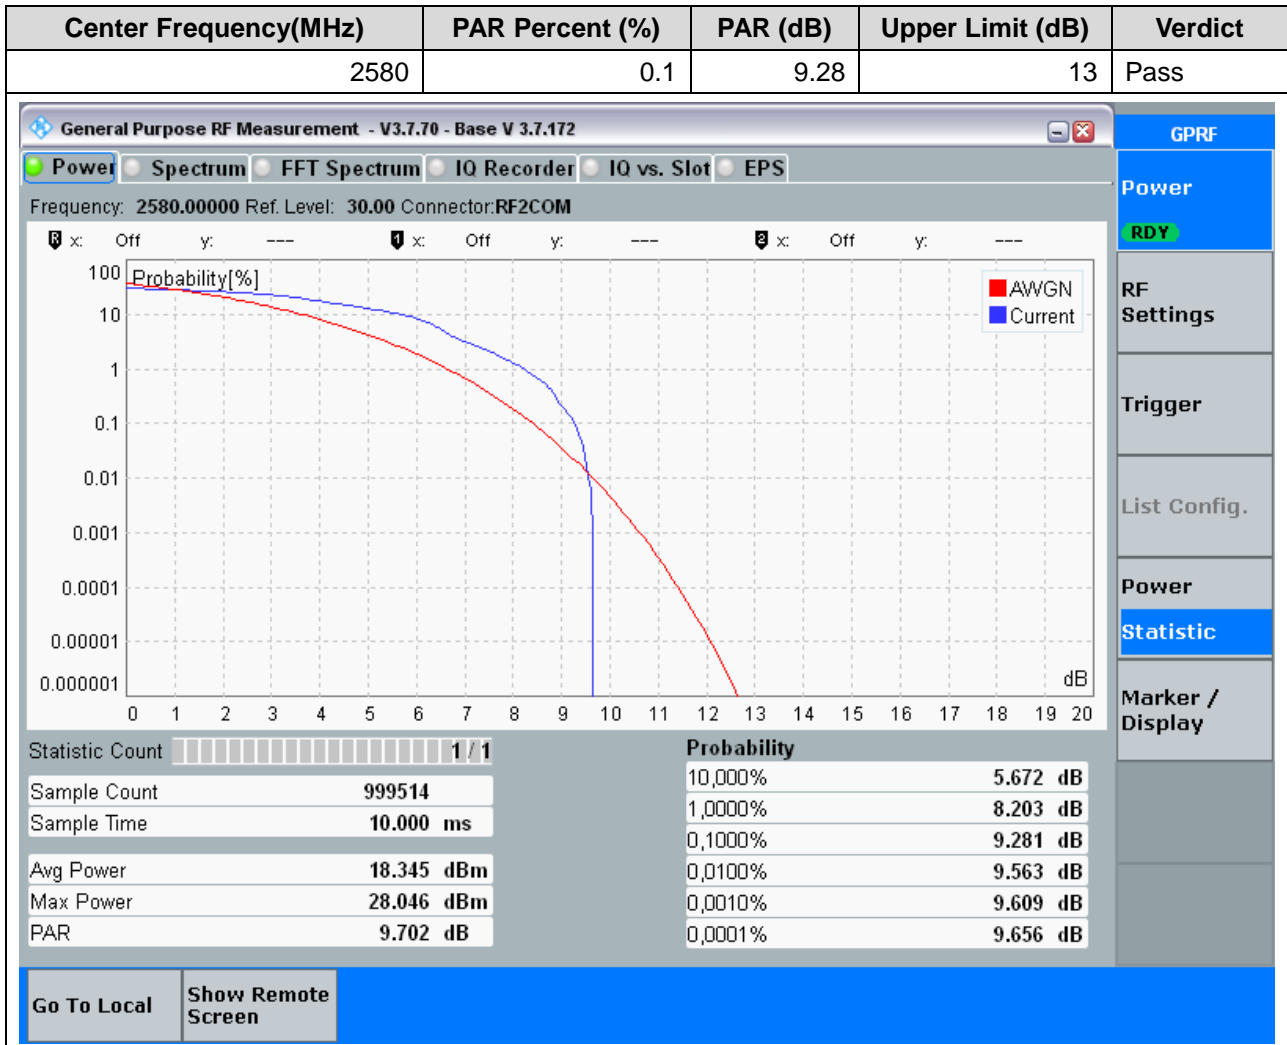 Center Frequency(MHz) PAR Percent (%) PAR (dB) Upper Limit (dB) Verdict
2580 0.1 9.28 13 Pass
General Purpose RF Measurement - V3.7.70 - Base V 3.7.172
GPRF
Power Spectrum FFT Spectrum IQ Recorder IQ vs. Slot EPS
Power
RDY
Frequency: 2580.00000 Ref. Level: 30.00 Connector:RF2COM
R x: Off y: --- 1 x: Off y: --- 2 x: Off y: ---
RF
Settings
Trigger
List Config.
Power
Statistic
Marker /
Display
Probability[%]
AWGN
Current
100
10
1
0.1
0.01
0.001
0.0001
0.00001
0.000001
dB
0 1 2 3 4 5 6 7 8 9 10 11 12 13 14 15 16 17 18 19 20
Statistic Count 1 / 1
Sample Count 999514
Sample Time 10.000 ms
Avg Power 18.345 dBm
Max Power 28.046 dBm
PAR 9.702 dB
Probability
10,000% 5.672 dB
1,0000% 8.203 dB
0,1000% 9.281 dB
0,0100% 9.563 dB
0,0010% 9.609 dB
0,0001% 9.656 dB
Go To Local
Show Remote
Screen